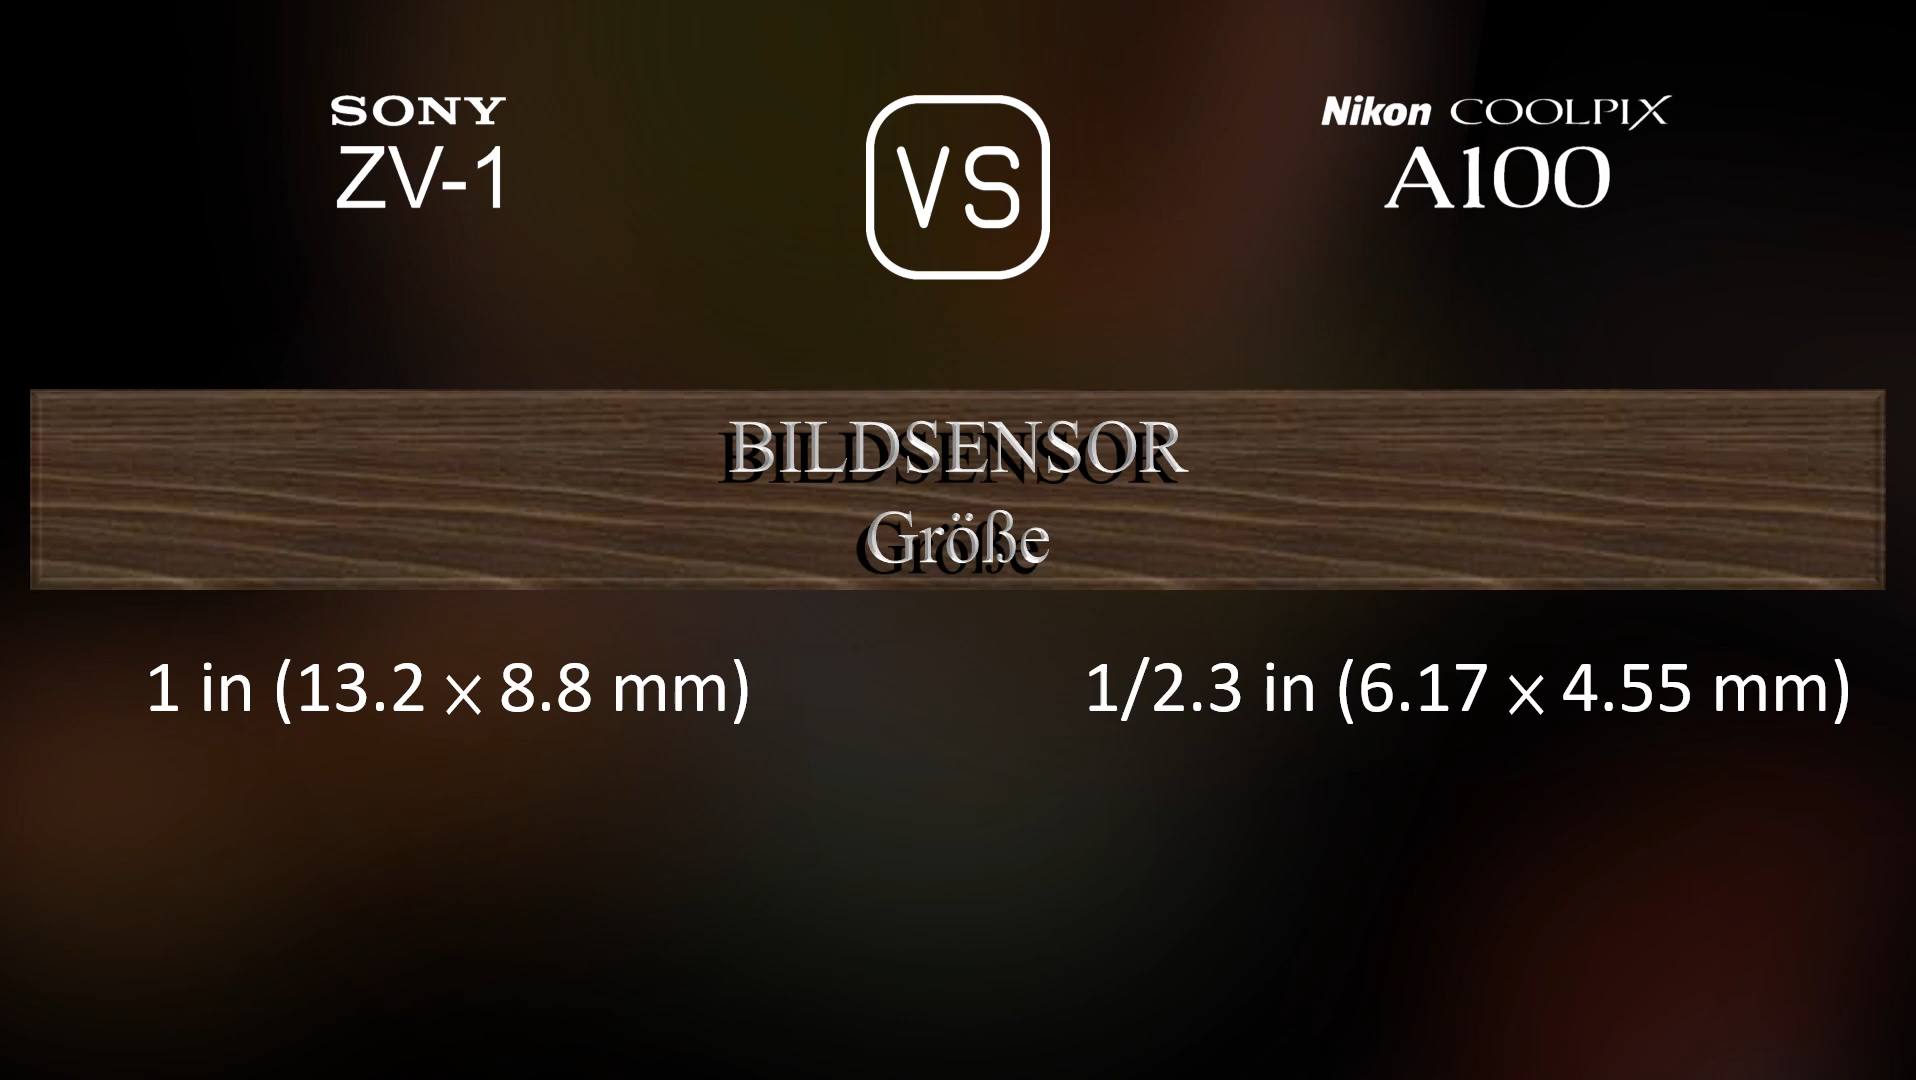 SONY
ZV-1
VS
Nikon COOLPIX
A100
BILDSENSOR
Größe
1 in (13.2 x 8.8 mm)
1/2.3 in (6.17 x 4.55 mm)